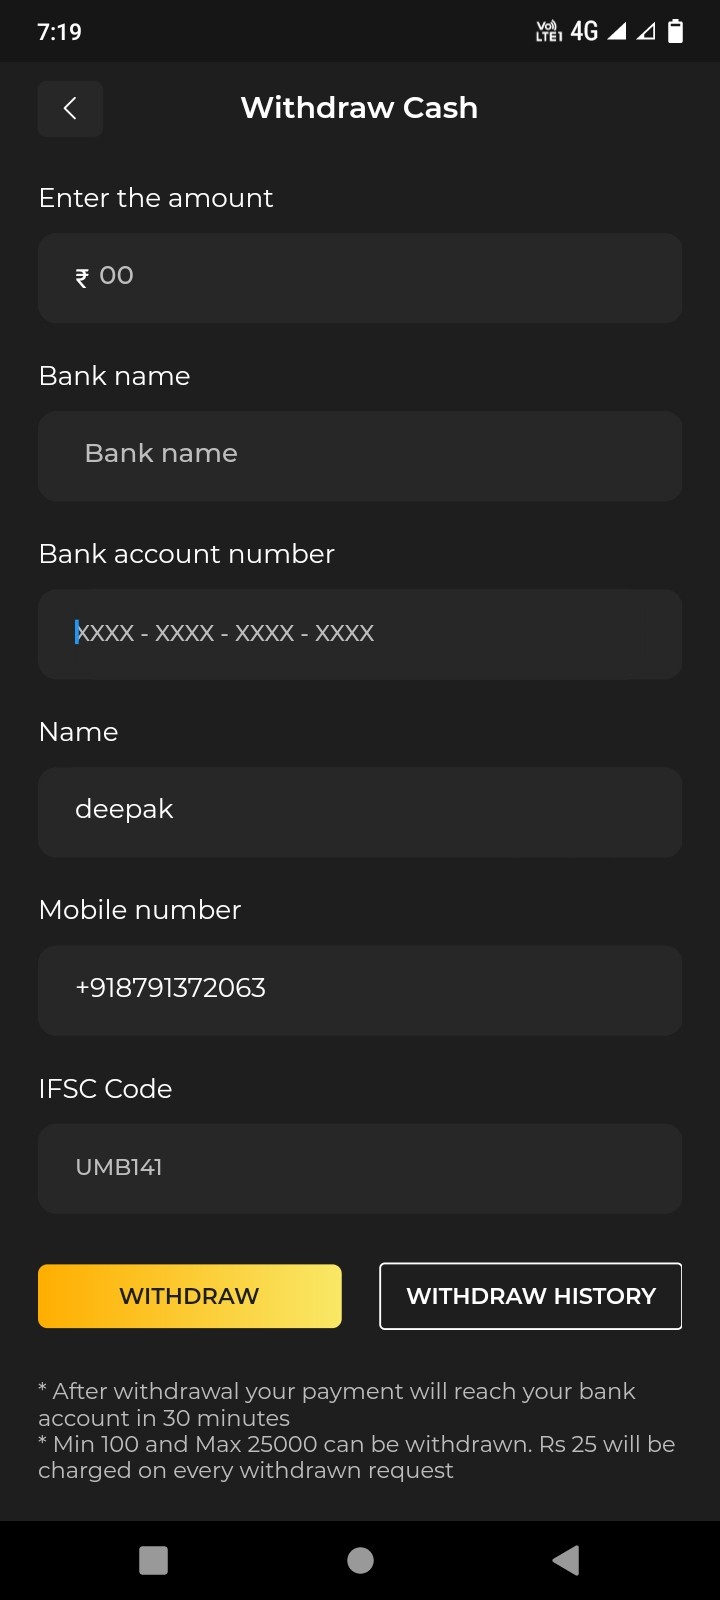 7:19
Vo) LTE1 4G
Withdraw Cash
Enter the amount
₹ 00
Bank name
Bank name
Bank account number
XXXX - XXXX - XXXX - XXXX
Name
deepak
Mobile number
+918791372063
IFSC Code
UMB141
WITHDRAW
WITHDRAW HISTORY
* After withdrawal your payment will reach your bank
account in 30 minutes
* Min 100 and Max 25000 can be withdrawn. Rs 25 will be
charged on every withdrawn request